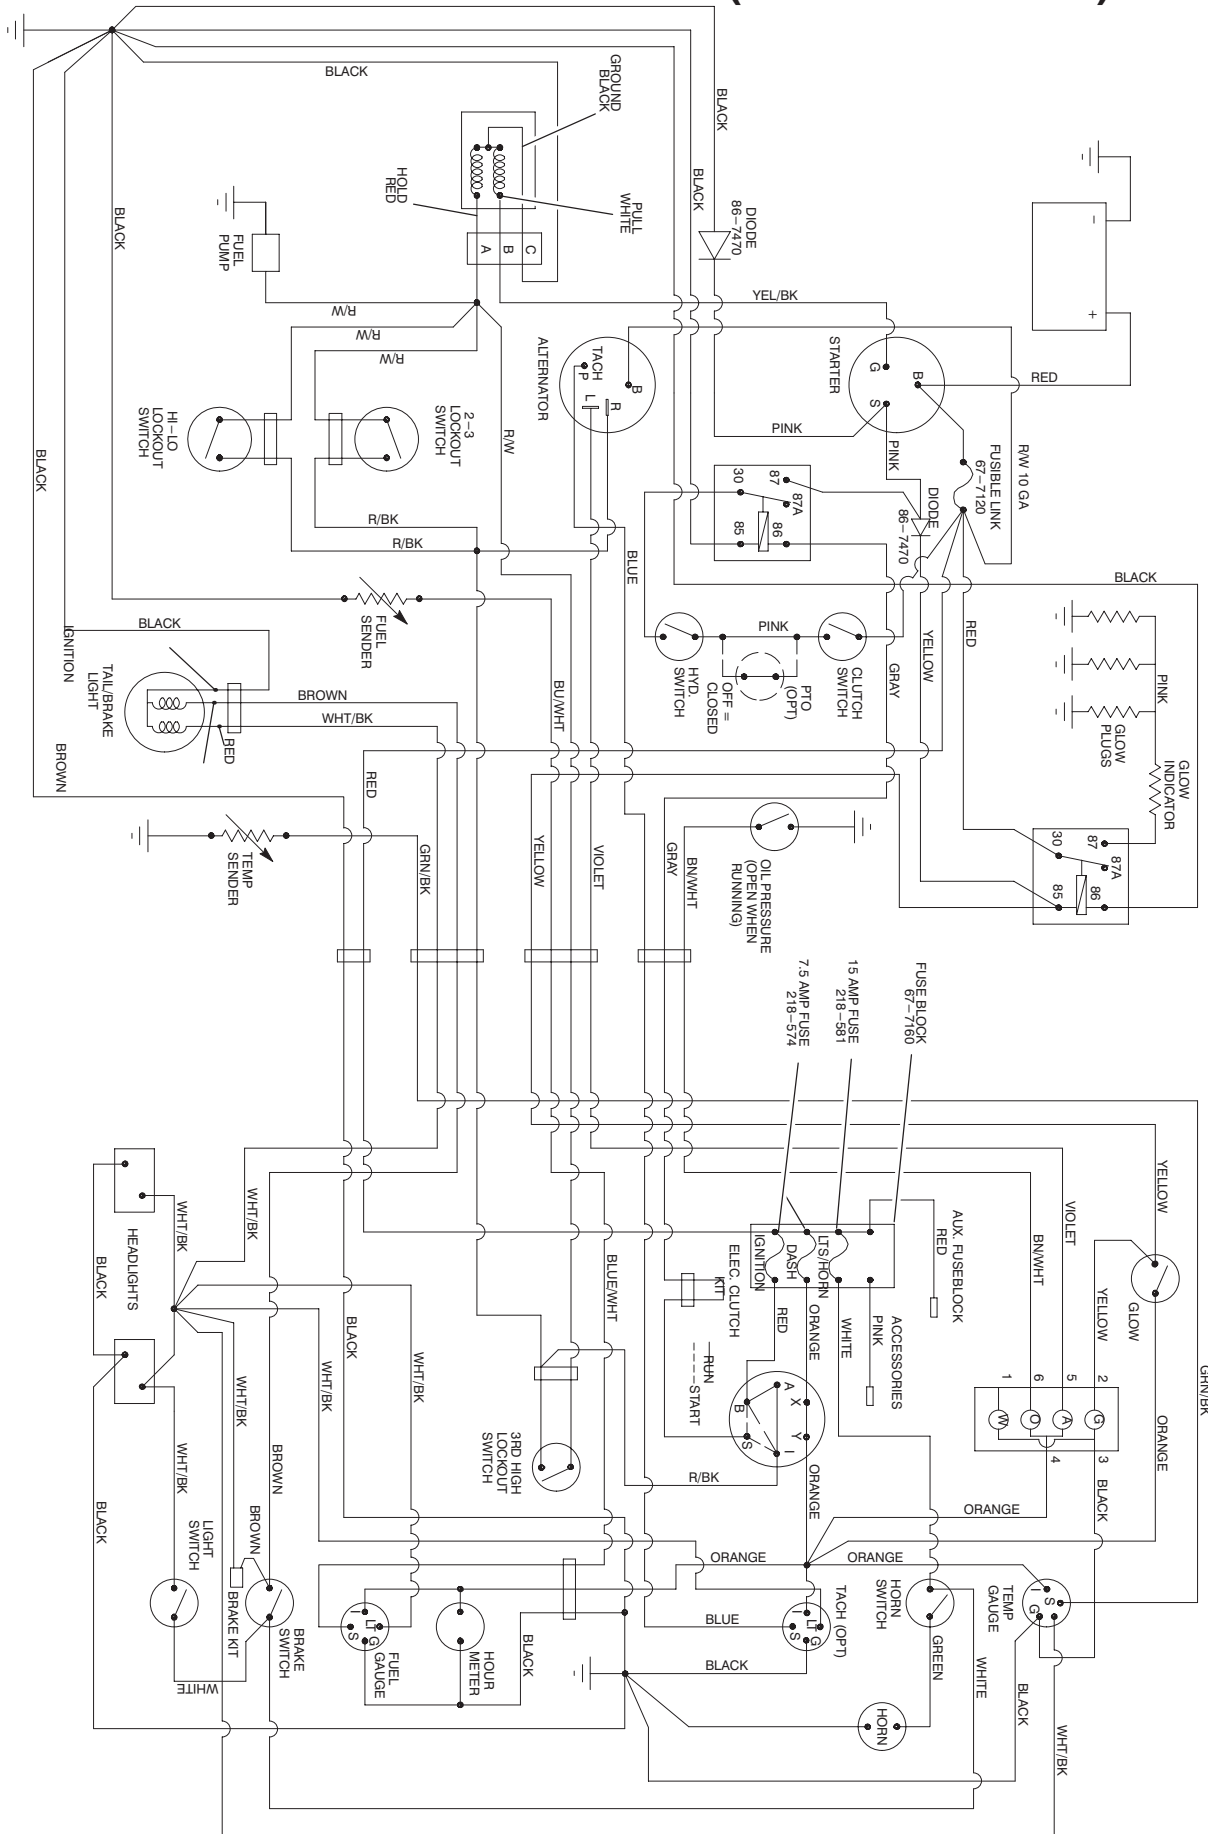 BLACK
GROUND
BLACK
BLACK
BLACK
HOLD
RED
PULL
WHITE
DIODE
86-7470
-
+
BLACK
FUEL
PUMP
A
B
C
R/W
R/W
R/W
YEL/BK
STARTER
G
B
S
RED
ALTERNATOR
TACH
P
L
R
B
HI-LO
LOCKOUT
SWITCH
2-3
LOCKOUT
SWITCH
R/W
PINK
PINK
FUSIBLE LINK
67-7120
R/W 10 GA
BLACK
R/BK
R/BK
30
87
87A
85
86
DIODE
86-7470
BLUE
BLACK
FUEL
SENDER
IGNITION
BLACK
TAIL/BRAKE
LIGHT
BROWN
WHT/BK
RED
BU/WHT
HYD.
SWITCH
PINK
OFF =
CLOSED
PTO
(OPT)
CLUTCH
SWITCH
GRAY
YELLOW
RED
PINK
GLOW
PLUGS
GLOW
INDICATOR
BROWN
RED
TEMP
SENDER
GRN/BK
YELLOW
VIOLET
GRAY
BN/WHT
OIL PRESSURE
(OPEN WHEN
RUNNING)
30
87
87A
85
86
7.5 AMP FUSE
218-574
15 AMP FUSE
218-581
FUSE BLOCK
67-7160
HEADLIGHTS
WHT/BK
BLACK
WHT/BK
BLUE/WHT
ELEC. CLUTCH
KIT
IGNITION
DASH
LTS/HORN
AUX. FUSEBLOCK
RED
BN/WHT
VIOLET
YELLOW
YELLOW
GLOW
BLACK
WHT/BK
WHT/BK
WHT/BK
RUN
START
RED
ORANGE
WHITE
PINK
ACCESSORIES
1
6
5
2
W
O
A
G
4
3
GRN/BK
ORANGE
A
X
B
Y
S
I
3RD HIGH
LOCKOUT
SWITCH
R/BK
ORANGE
BLACK
WHT/BK
BROWN
BLACK
BROWN
LIGHT
SWITCH
BRAKE KIT
BRAKE
SWITCH
WHITE
ORANGE
ORANGE
ORANGE
I
LT
S
G
FUEL
GAUGE
HOUR
METER
BLACK
BLUE
BLACK
I
LT
S
G
TACH (OPT)
HORN
SWITCH
GREEN
HORN
WHITE
TEMP
GAUGE
I
S
G
BLACK
WHT/BK